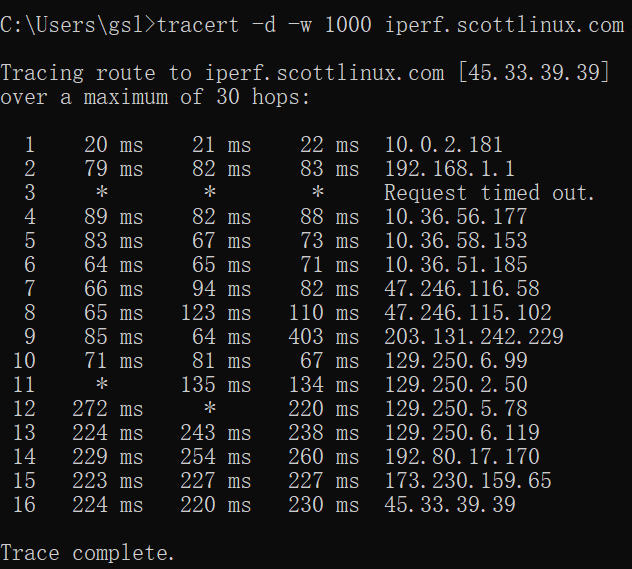 C:\Users\gsl>tracert -d -w 1000 iperf.scottlinux.com
Tracing route to iperf.scottlinux.com [45.33.39.39]
over a maximum of 30 hops:
1 20 ms 21 ms 22 ms 10.0.2.181
2 79 ms 82 ms 83 ms 192.168.1.1
3 * * * Request timed out.
4 89 ms 82 ms 88 ms 10.36.56.177
5 83 ms 67 ms 73 ms 10.36.58.153
6 64 ms 65 ms 71 ms 10.36.51.185
7 66 ms 94 ms 82 ms 47.246.116.58
8 65 ms 123 ms 110 ms 47.246.115.102
9 85 ms 64 ms 403 ms 203.131.242.229
10 71 ms 81 ms 67 ms 129.250.6.99
11 * 135 ms 134 ms 129.250.2.50
12 272 ms * 220 ms 129.250.5.78
13 224 ms 243 ms 238 ms 129.250.6.119
14 229 ms 254 ms 260 ms 192.80.17.170
15 223 ms 227 ms 227 ms 173.230.159.65
16 224 ms 220 ms 230 ms 45.33.39.39
Trace complete.